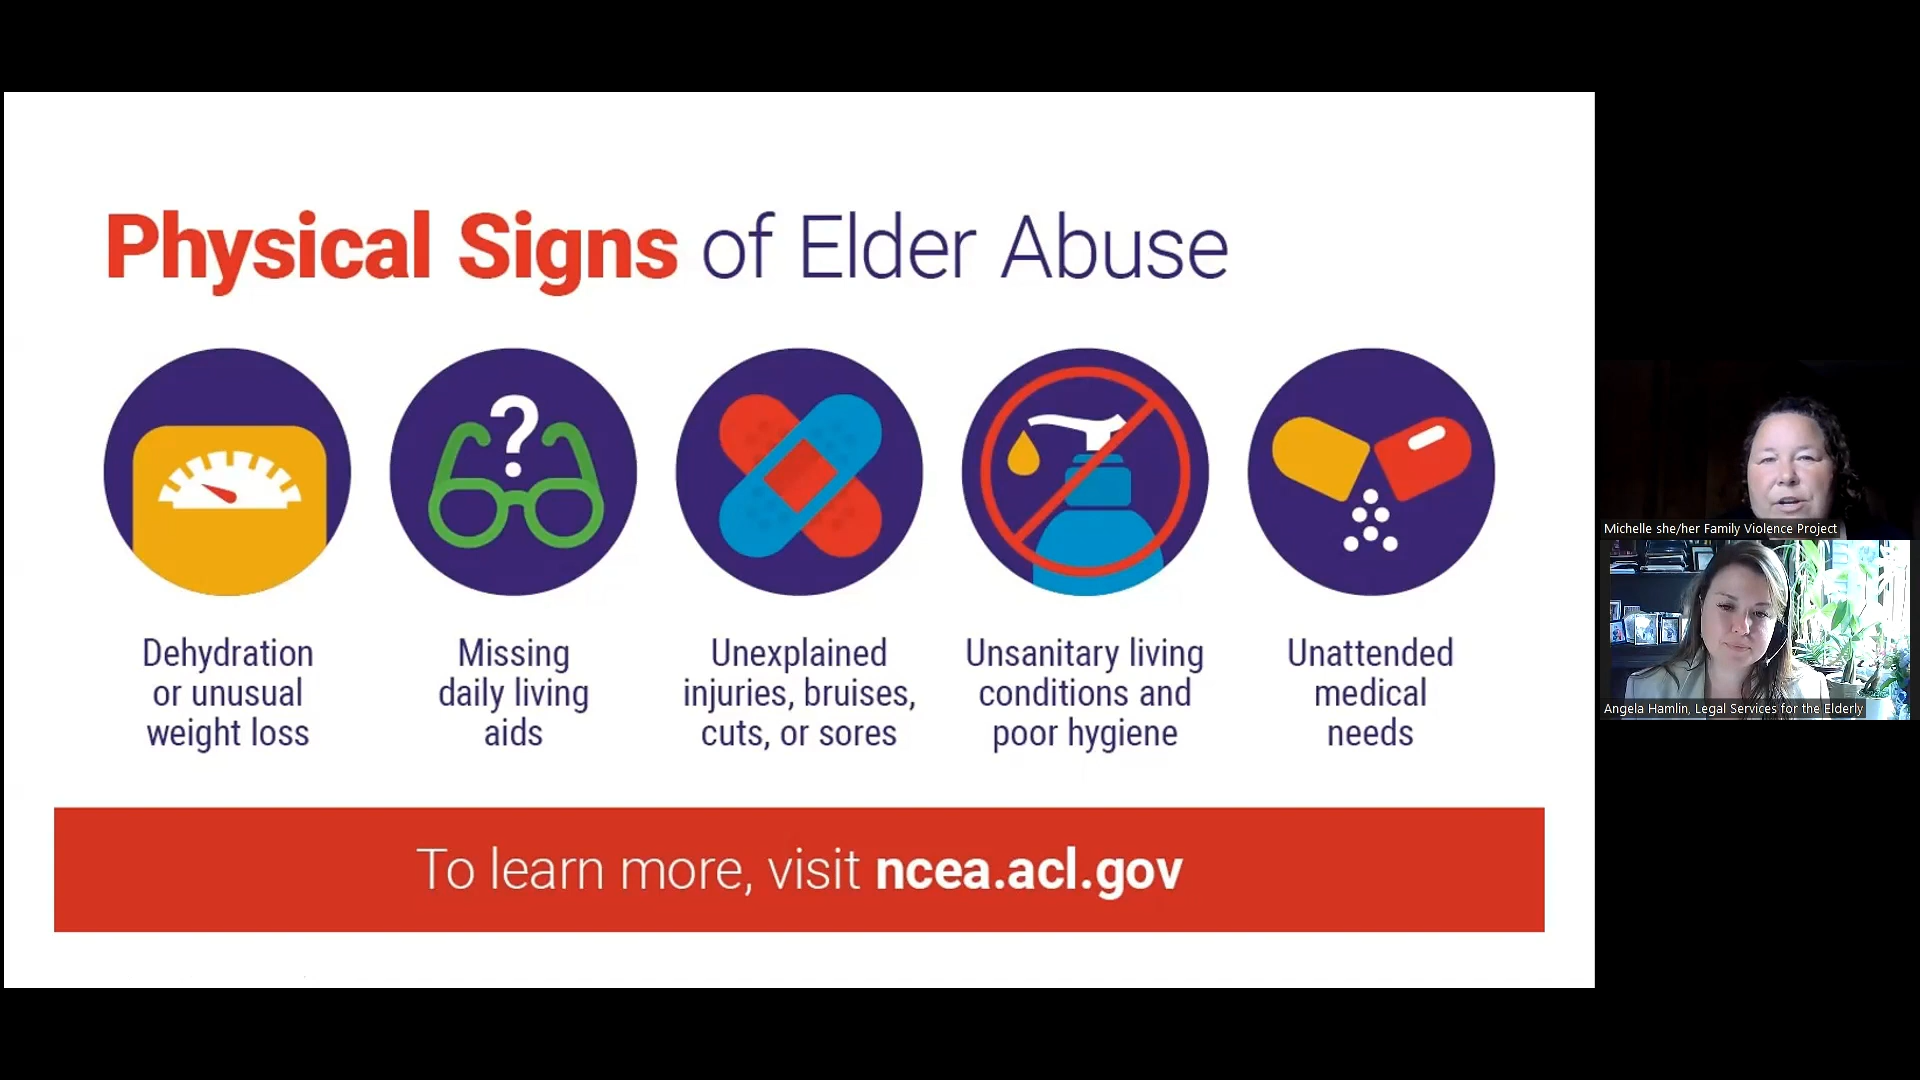 Physical Signs of Elder Abuse
?
Dehydration
or unusual
weight loss
Missing
daily living
aids
Unexplained
injuries, bruises,
cuts, or sores
Unsanitary living
conditions and
poor hygiene
Unattended
medical
needs
To learn more, visit ncea.acl.gov
Michelle she/her Family Violence Project
Angela Hamlin, Legal Services for the Elderly